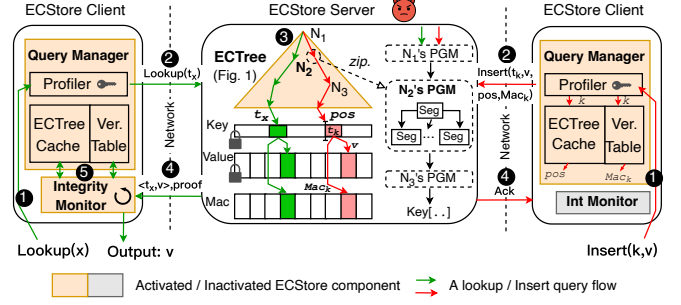 ECStore Client
ECStore Server
ECStore Client
Query Manager
Profiler
ECTree
Cache
Ver.
Table
5
Integrity
Monitor
1
Lookup(x)
Output: v
2
Lookup(tx)
Network
4
<tx,v>,proof
3
ECTree
(Fig. 1)
N1
N2
N3
zip.
tx
pos
Key
tk
v
Value
Mack
Mac
N1's PGM
N2's PGM
Seg
Seg ... Seg
N3's PGM
Key[..]
2
Insert(tk,v,
pos,Mack)
Network
4
Ack
Query Manager
Profiler
k
k
ECTree
Cache
Ver.
Table
pos
Mack
1
Int Monitor
Insert(k,v)
Activated / Inactivated ECStore component
A lookup / Insert query flow